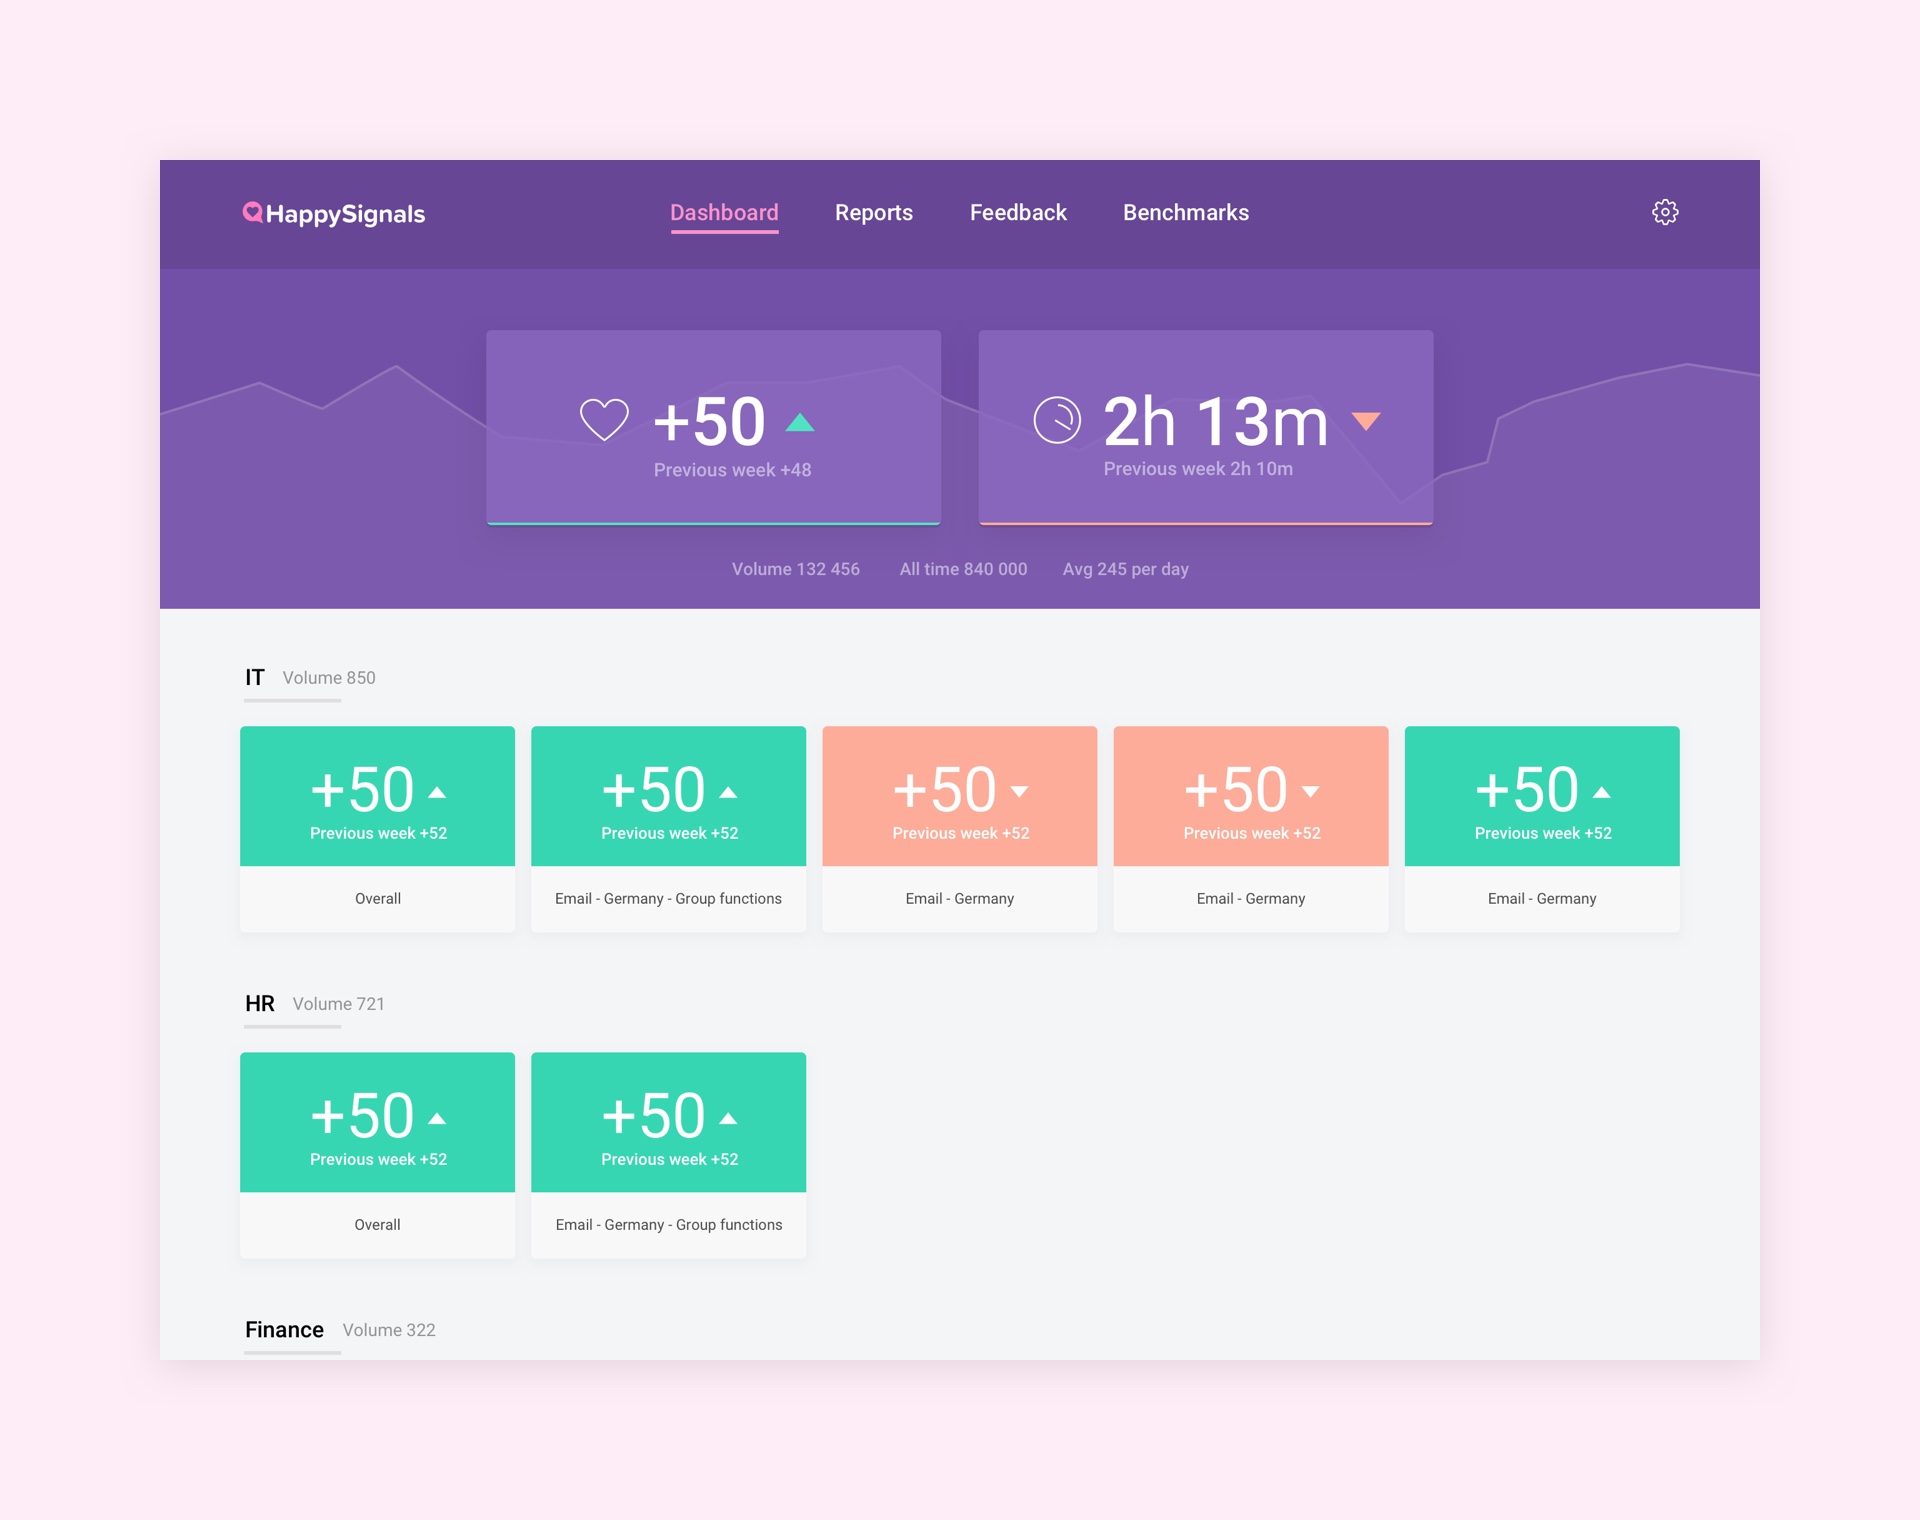 HappySignals
Dashboard Reports Feedback Benchmarks
+50 2h 13m
Previous week +48 Previous week 2h 10m
Volume 132 456 All time 840 000 Avg 245 per day
IT Volume 850
+50 +50 +50 +50 +50
Previous week +52 Previous week +52 Previous week +52 Previous week +52 Previous week +52
Overall Email - Germany - Group functions Email - Germany Email - Germany Email - Germany
HR Volume 721
+50 +50
Previous week +52 Previous week +52
Overall Email - Germany - Group functions
Finance Volume 322